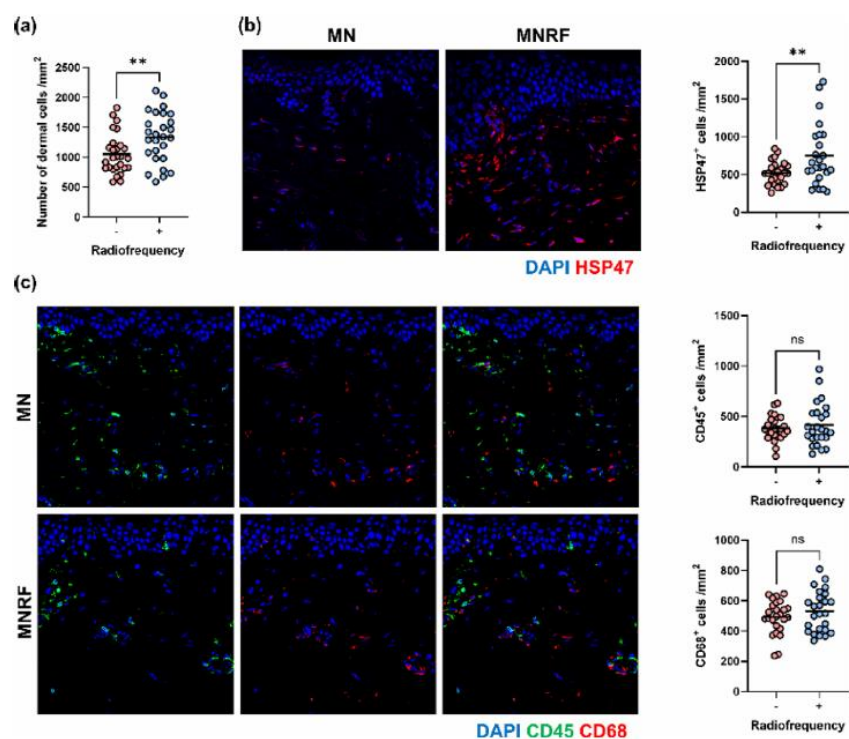 (a)
**
Number of dermal cells /mm²
2500
2000
1500
1000
500
0
- +
Radiofrequency
(b)
MN MNRF
DAPI HSP47
**
HSP47⁺ cells /mm²
2000
1500
1000
500
0
- +
Radiofrequency
(c)
MN
MNRF
DAPI CD45 CD68
ns
CD45⁺ cells /mm²
1500
1000
500
0
- +
Radiofrequency
ns
CD68⁺ cells /mm²
1000
800
600
400
200
0
- +
Radiofrequency